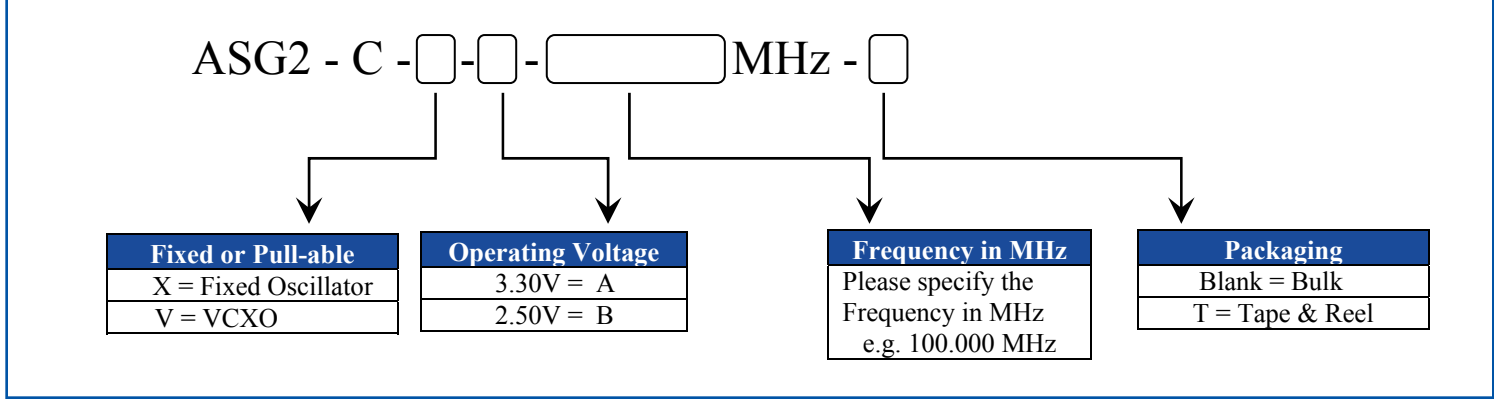 ASG2 - C - - - MHz -
Fixed or Pull-able
X = Fixed Oscillator
V = VCXO
Operating Voltage
3.30V = A
2.50V = B
Frequency in MHz
Please specify the
Frequency in MHz
e.g. 100.000 MHz
Packaging
Blank = Bulk
T = Tape & Reel